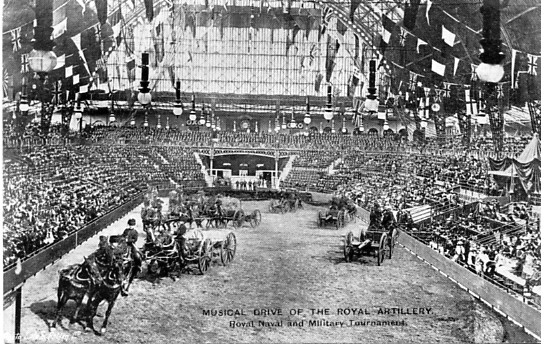 MUSICAL DRIVE OF THE ROYAL ARTILLERY.
Royal Naval and Military Tournament.